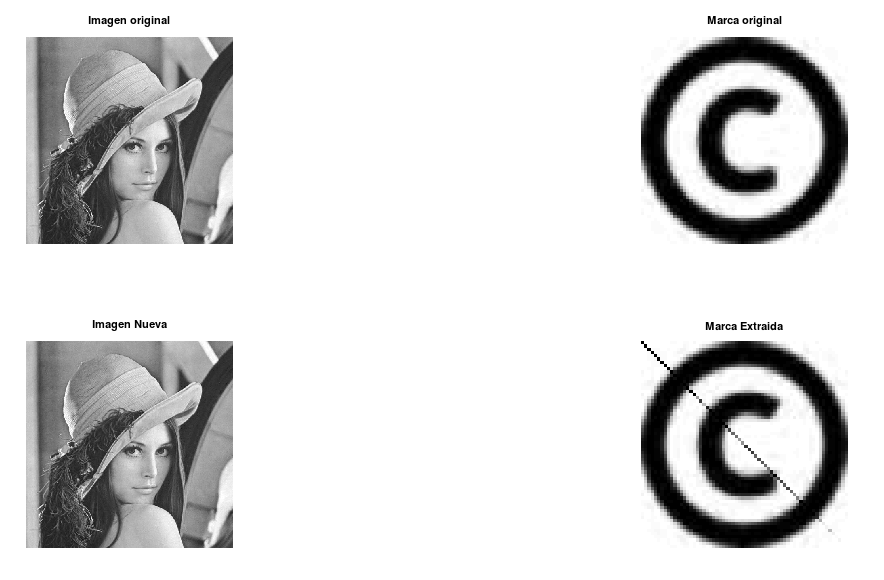 Imagen original
Marca original
C
Imagen Nueva
Marca Extraida
C